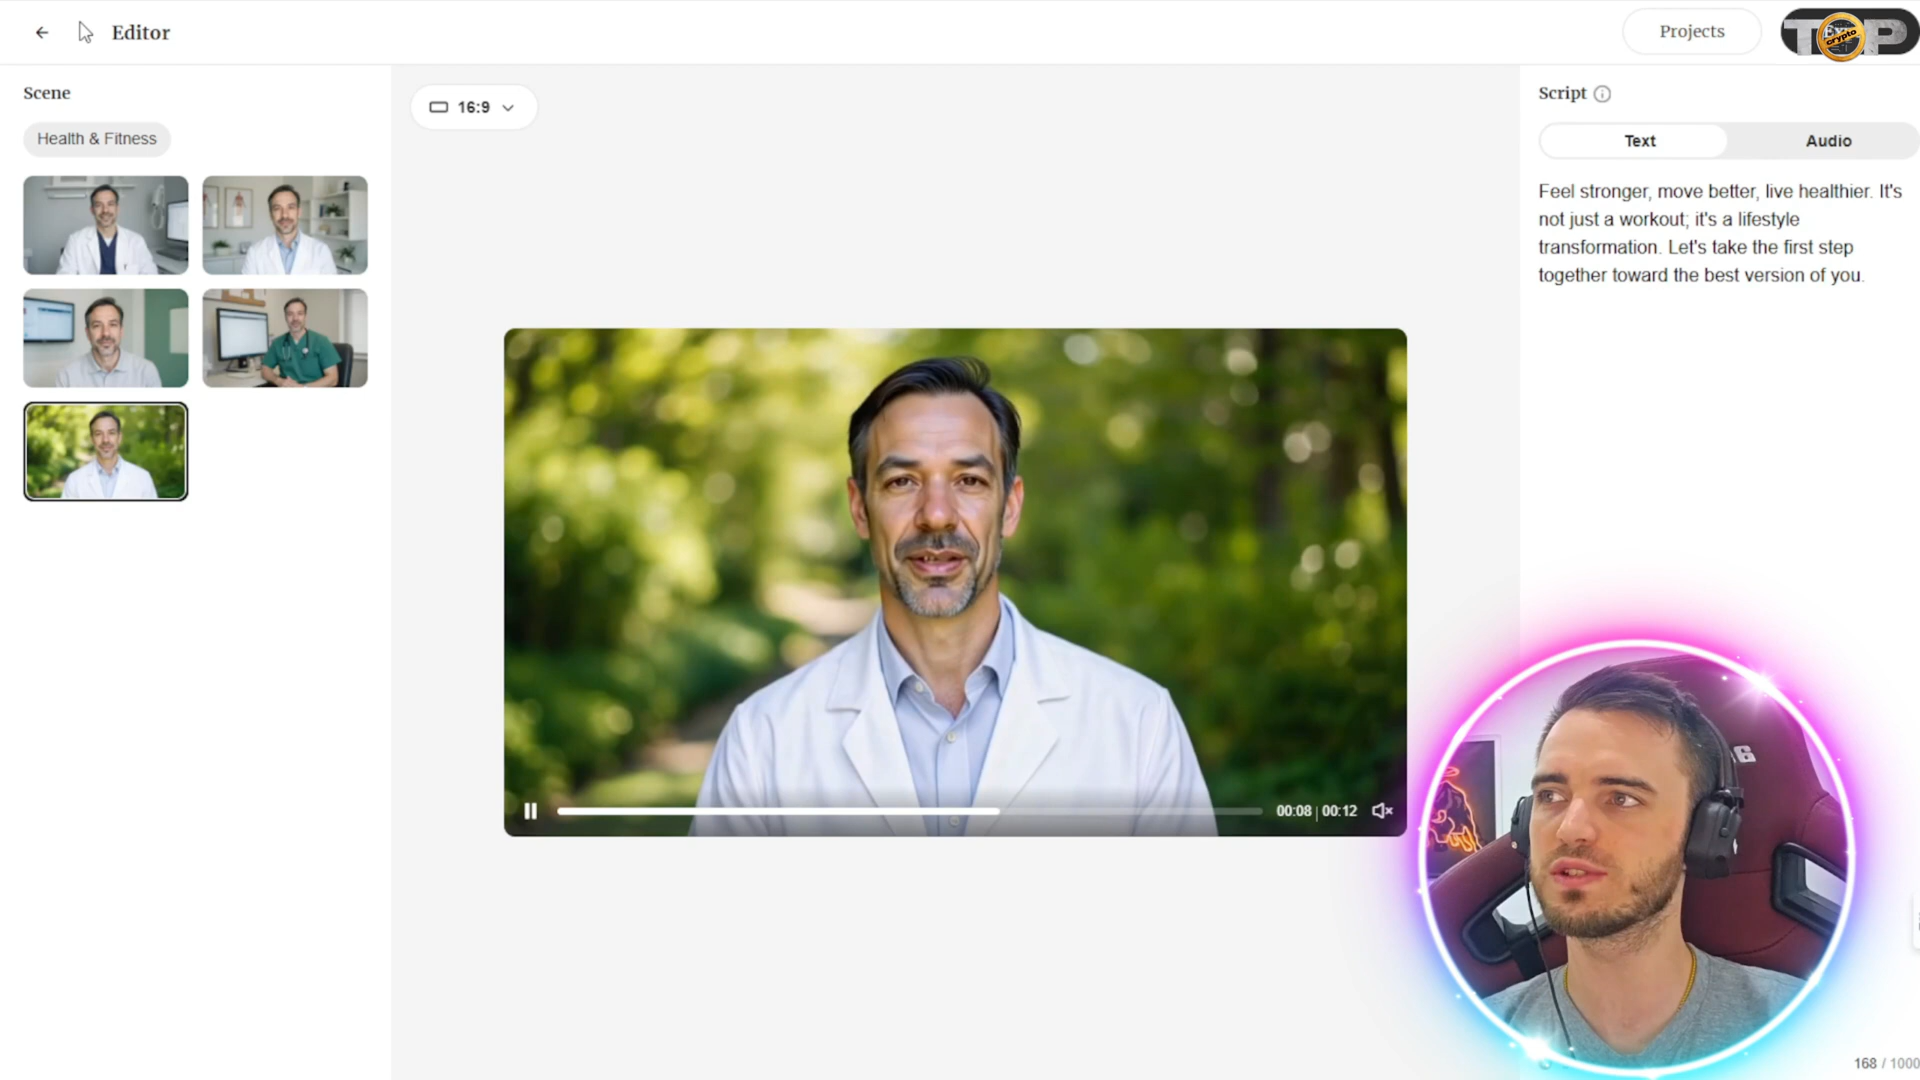 Editor
Projects
TOP
crypto
Scene
Health & Fitness
16:9
Script
Text
Audio
Feel stronger, move better, live healthier. It's
not just a workout; it's a lifestyle
transformation. Let's take the first step
together toward the best version of you.
00:08 | 00:12
168 / 1000